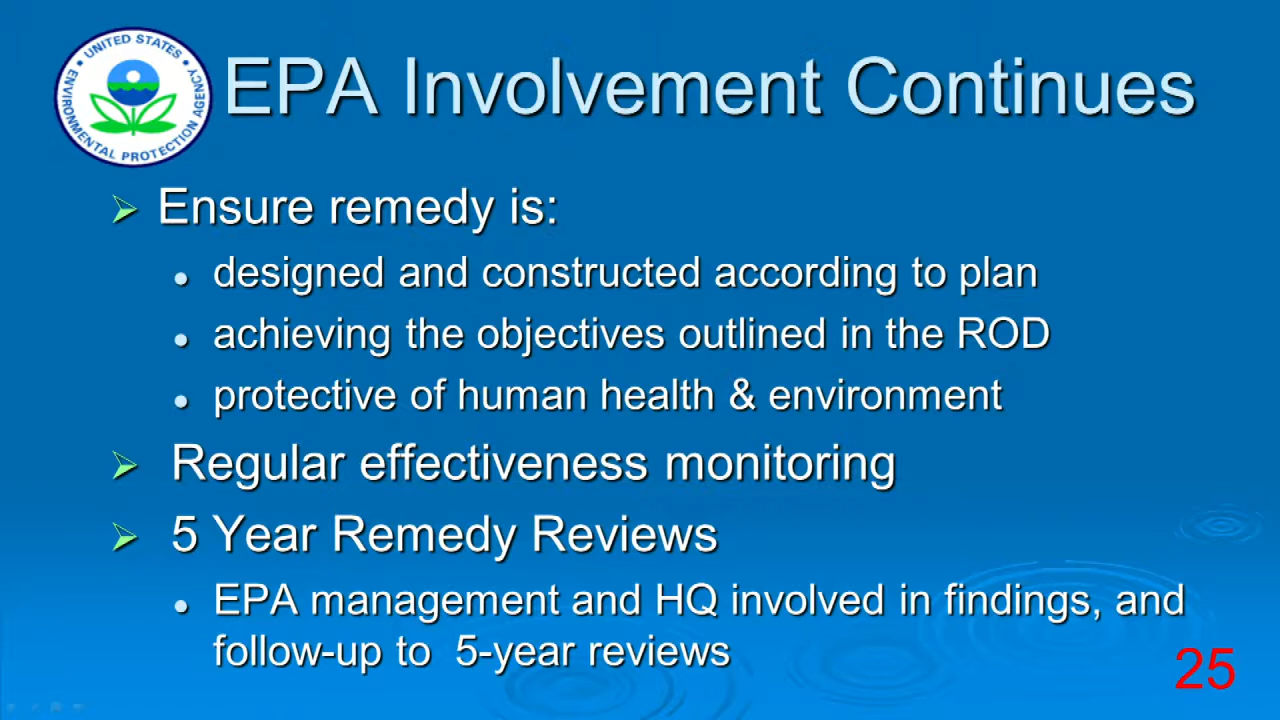 UNITED STATES
ENVIRONMENTAL PROTECTION AGENCY
EPA Involvement Continues
Ensure remedy is:
designed and constructed according to plan
achieving the objectives outlined in the ROD
protective of human health & environment
Regular effectiveness monitoring
5 Year Remedy Reviews
EPA management and HQ involved in findings, and
follow-up to 5-year reviews
25